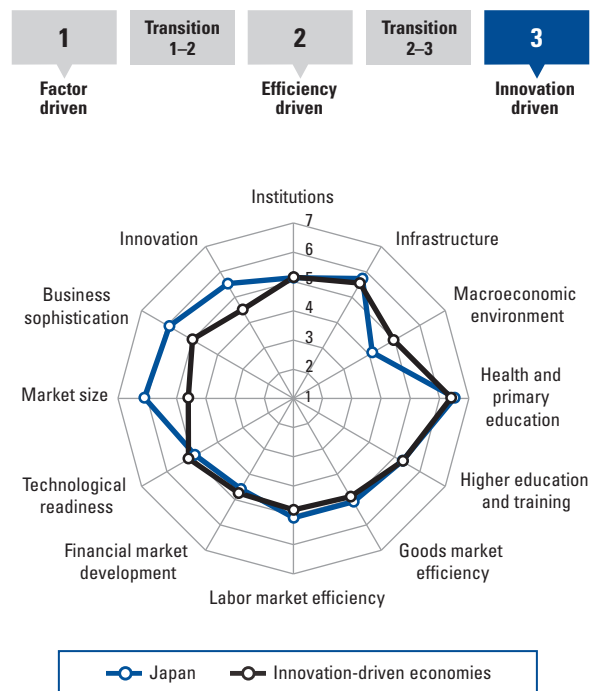 1
Transition
1–2
2
Transition
2–3
3
Factor
driven
Efficiency
driven
Innovation
driven
Institutions
7
Innovation
Infrastructure
6
5
Business
sophistication
Macroeconomic
environment
4
3
2
Market size
1
Health and
primary
education
Technological
readiness
Higher education
and training
Financial market
development
Goods market
efficiency
Labor market efficiency
Japan
Innovation-driven economies